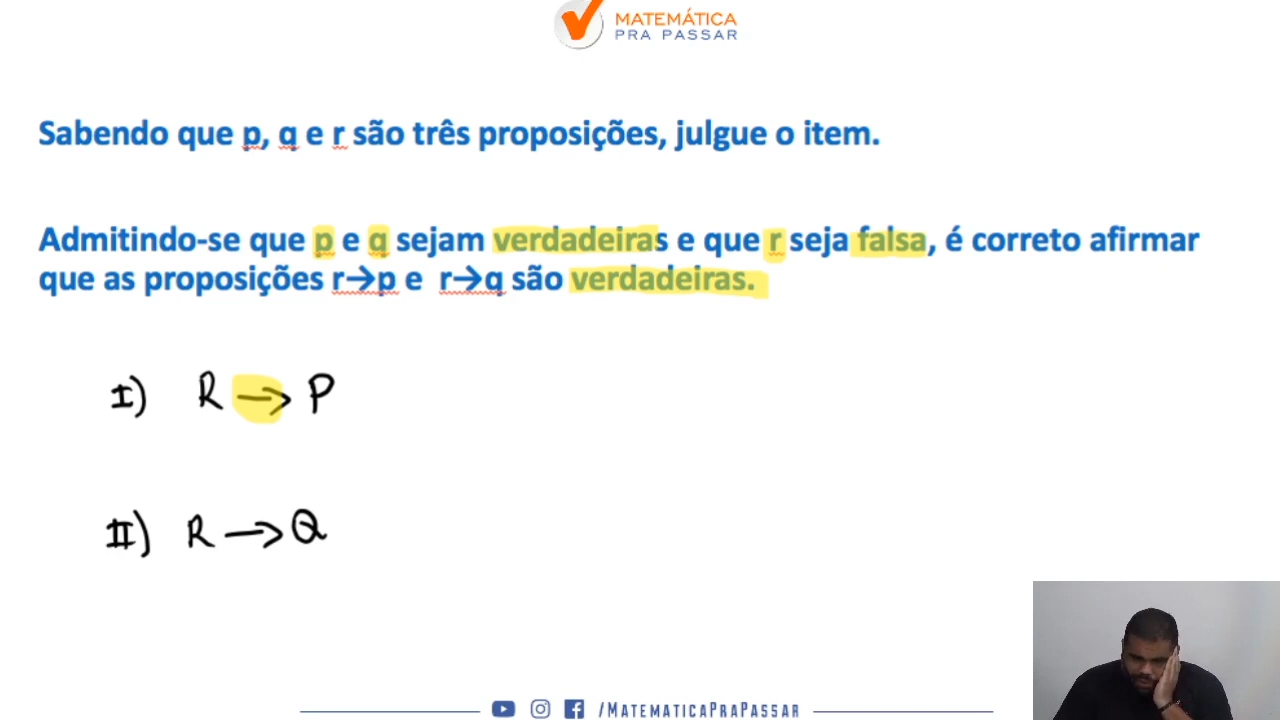 MATEMÁTICA
PRA PASSAR
Sabendo que p, q e r são três proposições, julgue o item.
Admitindo-se que p e q sejam verdadeiras e que r seja falsa, é correto afirmar
que as proposições r→p e r→q são verdadeiras.
I) R → P
II) R → Q
/MATEMATICAPRAPASSAR